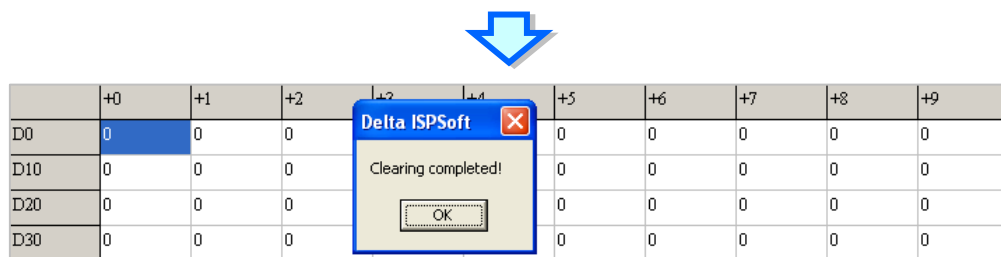 +0 +1 +2 +3 +4 +5 +6 +7 +8 +9
Delta ISPSoft
D0 0 0 0 0 0 0 0 0
Clearing completed!
D10 0 0 0 0 0 0 0 0
OK
D20 0 0 0 0 0 0 0 0
D30 0 0 0 0 0 0 0 0